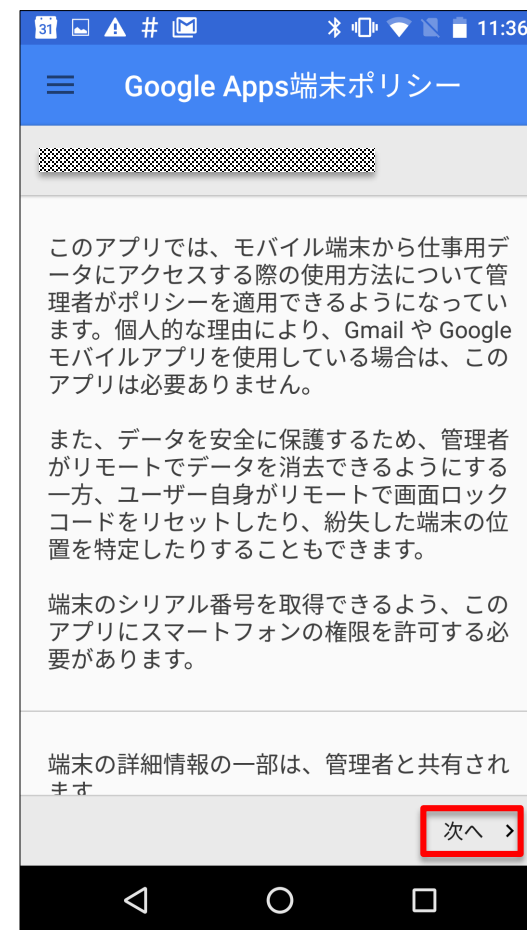 31 # 11:36
Google Apps端末ポリシー
このアプリでは、モバイル端末から仕事用デ
ータにアクセスする際の使用方法について管
理者がポリシーを適用できるようになってい
ます。個人的な理由により、Gmail や Google
モバイルアプリを使用している場合は、この
アプリは必要ありません。
また、データを安全に保護するため、管理者
がリモートでデータを消去できるようにする
一方、ユーザー自身がリモートで画面ロック
コードをリセットしたり、紛失した端末の位
置を特定したりすることもできます。
端末のシリアル番号を取得できるよう、この
アプリにスマートフォンの権限を許可する必
要があります。
端末の詳細情報の一部は、管理者と共有され
ます
次へ